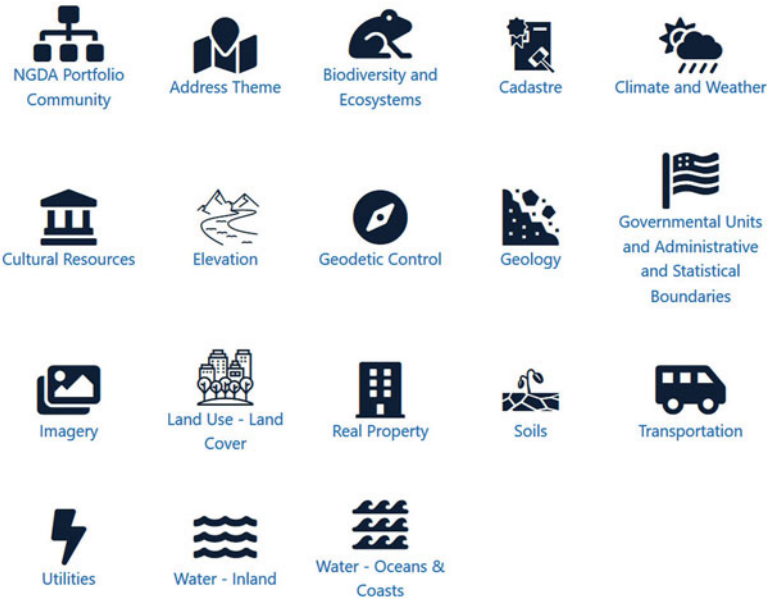 NGDA Portfolio
Community
Address Theme
Biodiversity and
Ecosystems
Cadastre
Climate and Weather
Cultural Resources
Elevation
Geodetic Control
Geology
Governmental Units
and Administrative
and Statistical
Boundaries
Imagery
Land Use - Land
Cover
Real Property
Soils
Transportation
Utilities
Water - Inland
Water - Oceans &
Coasts